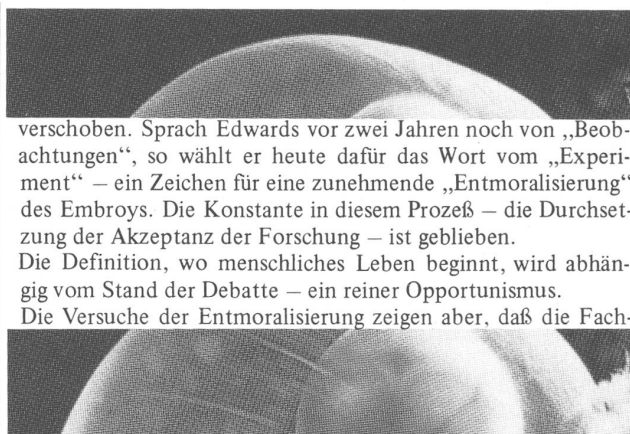 verschoben. Sprach Edwards vor zwei Jahren noch von „Beob-
achtungen“, so wählt er heute dafür das Wort vom „Experi-
ment“ – ein Zeichen für eine zunehmende „Entmoralisierung“
des Embroys. Die Konstante in diesem Prozeß – die Durchset-
zung der Akzeptanz der Forschung – ist geblieben.
Die Definition, wo menschliches Leben beginnt, wird abhän-
gig vom Stand der Debatte – ein reiner Opportunismus.
Die Versuche der Entmoralisierung zeigen aber, daß die Fach-